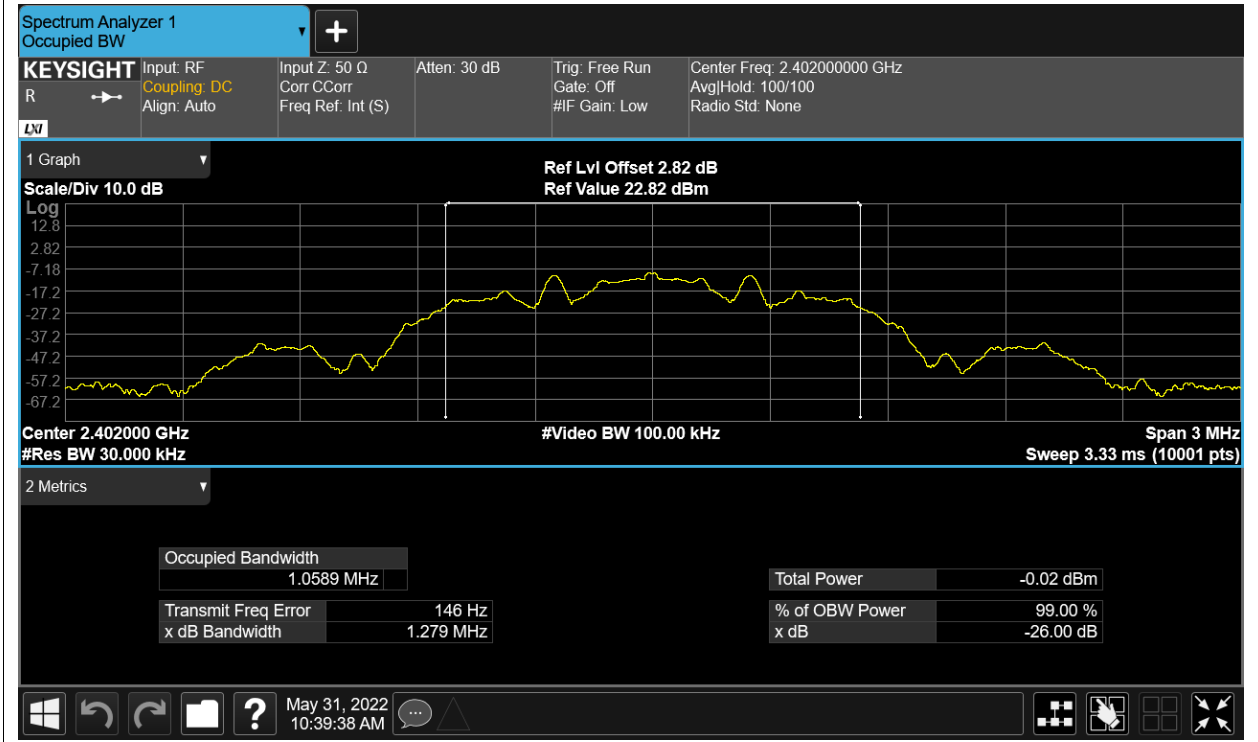 Spectrum Analyzer 1
Occupied BW
KEYSIGHT
R
LXI
Input: RF
Coupling: DC
Align: Auto
Input Z: 50 Ω
Corr CCorr
Freq Ref: Int (S)
Atten: 30 dB
Trig: Free Run
Gate: Off
#IF Gain: Low
Center Freq: 2.402000000 GHz
Avg|Hold: 100/100
Radio Std: None
1 Graph
Scale/Div 10.0 dB
Ref Lvl Offset 2.82 dB
Ref Value 22.82 dBm
Log
12.8
2.82
-7.18
-17.2
-27.2
-37.2
-47.2
-57.2
-67.2
Center 2.402000 GHz
#Res BW 30.000 kHz
#Video BW 100.00 kHz
Span 3 MHz
Sweep 3.33 ms (10001 pts)
2 Metrics
Occupied Bandwidth
1.0589 MHz
Transmit Freq Error 146 Hz
x dB Bandwidth 1.279 MHz
Total Power -0.02 dBm
% of OBW Power 99.00 %
x dB -26.00 dB
?
May 31, 2022
10:39:38 AM